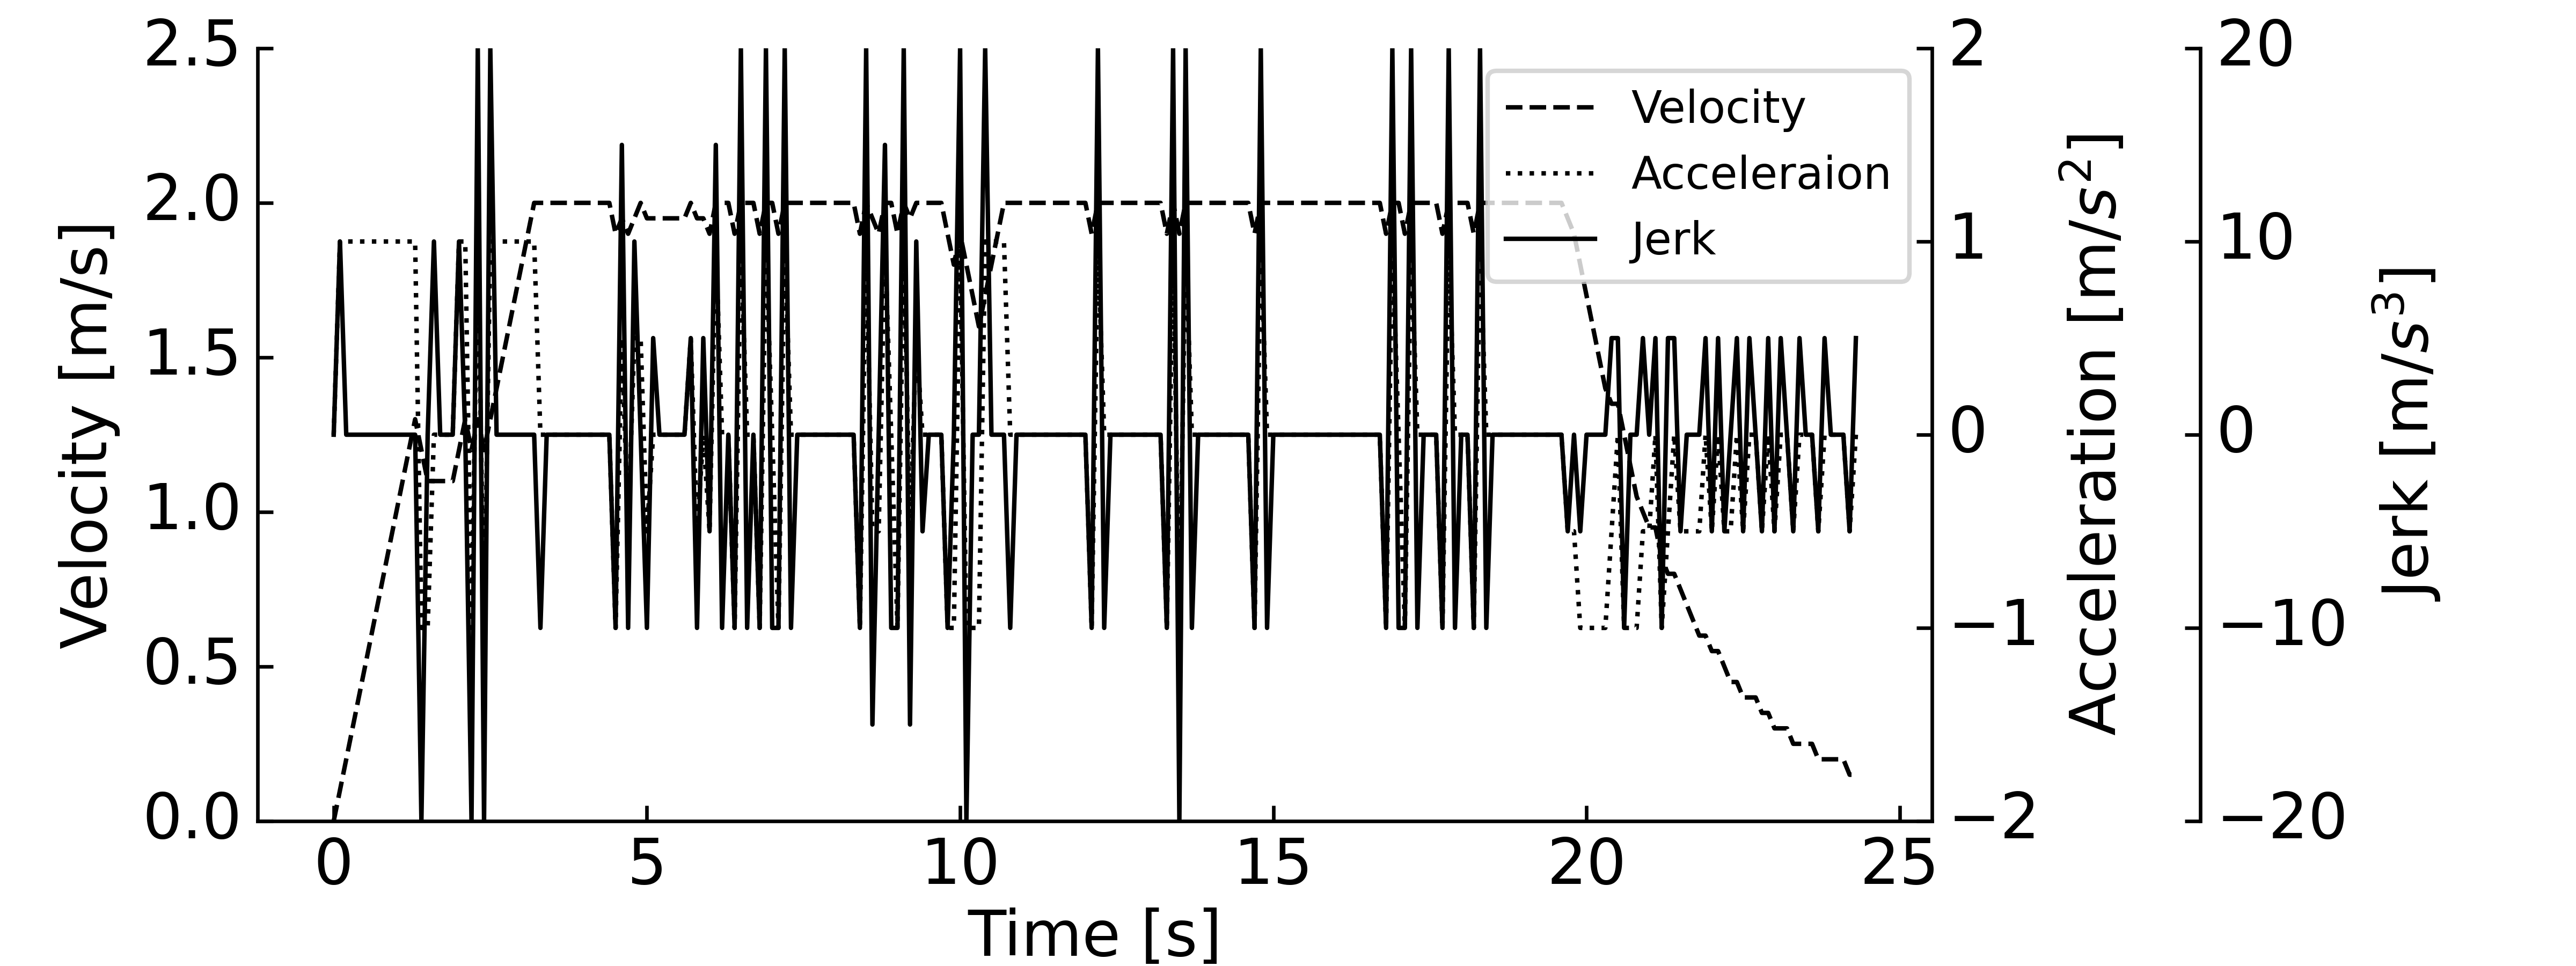 Velocity [m/s]
2.5
2.0
1.5
1.0
0.5
0.0
0 5 10 15 20 25
Time [s]
Velocity
Acceleraion
Jerk
2
1
0
−1
−2
Acceleration [m/s²]
20
10
0
−10
−20
Jerk [m/s³]